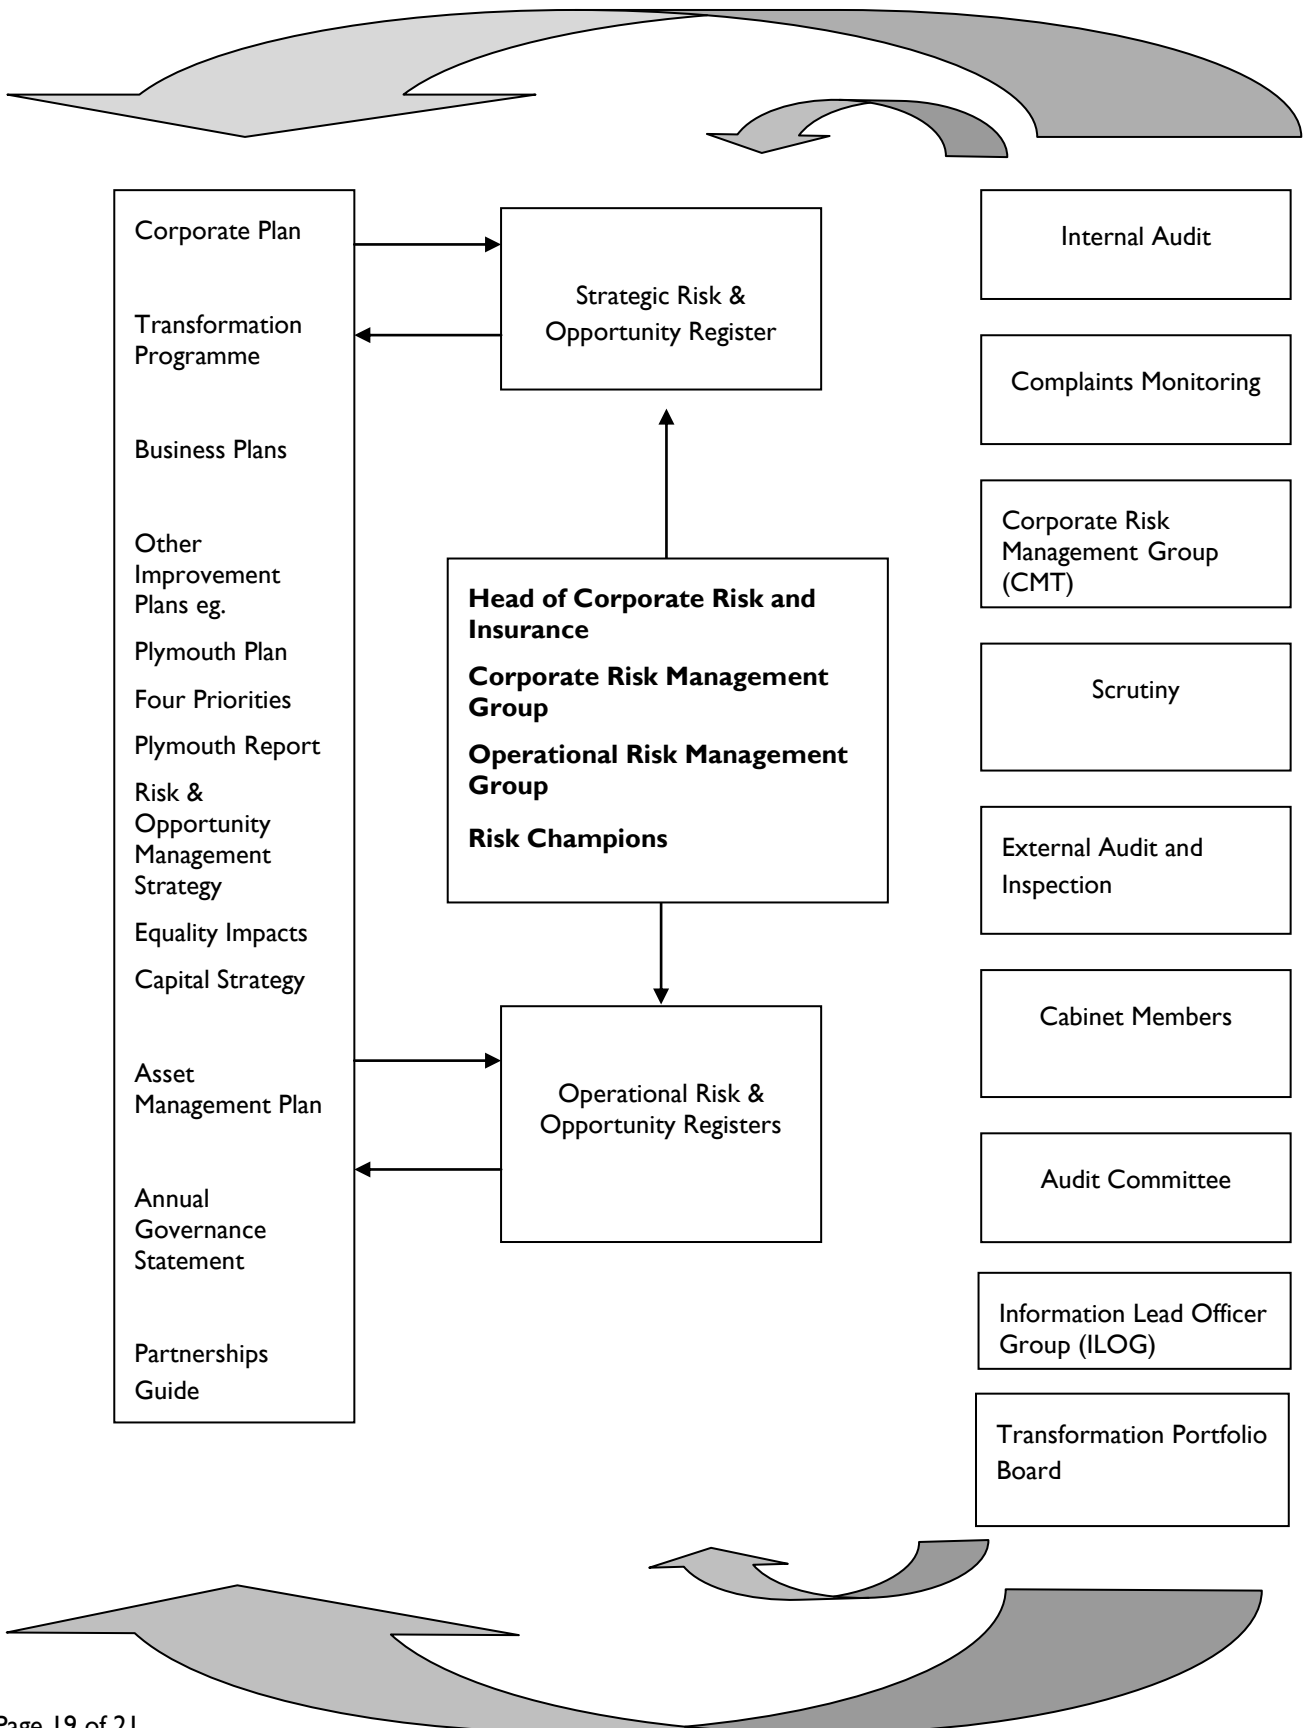 Corporate Plan
Transformation
Programme
Business Plans
Other
Improvement
Plans eg.
Plymouth Plan
Four Priorities
Plymouth Report
Risk &
Opportunity
Management
Strategy
Equality Impacts
Capital Strategy
Asset
Management Plan
Annual
Governance
Statement
Partnerships
Guide
Strategic Risk &
Opportunity Register
Head of Corporate Risk and
Insurance
Corporate Risk Management
Group
Operational Risk Management
Group
Risk Champions
Operational Risk &
Opportunity Registers
Internal Audit
Complaints Monitoring
Corporate Risk
Management Group
(CMT)
Scrutiny
External Audit and
Inspection
Cabinet Members
Audit Committee
Information Lead Officer
Group (ILOG)
Transformation Portfolio
Board
Page 19 of 21